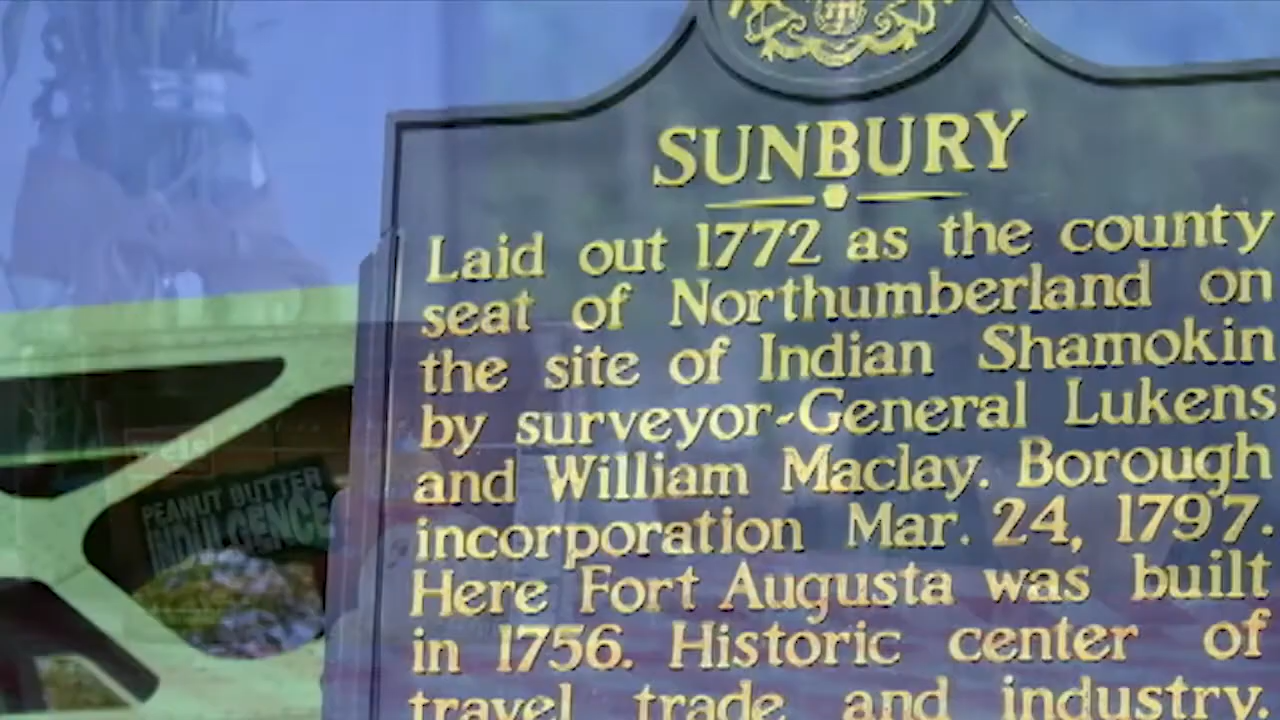 SUNBURY
Laid out 1772 as the county
seat of Northumberland on
the site of Indian Shamokin
by surveyor-General Lukens
and William Maclay. Borough
incorporation Mar. 24, 1797.
Here Fort Augusta was built
in 1756. Historic center of
travel, trade and industry.
PEANUT BUTTER
INDULGENCE